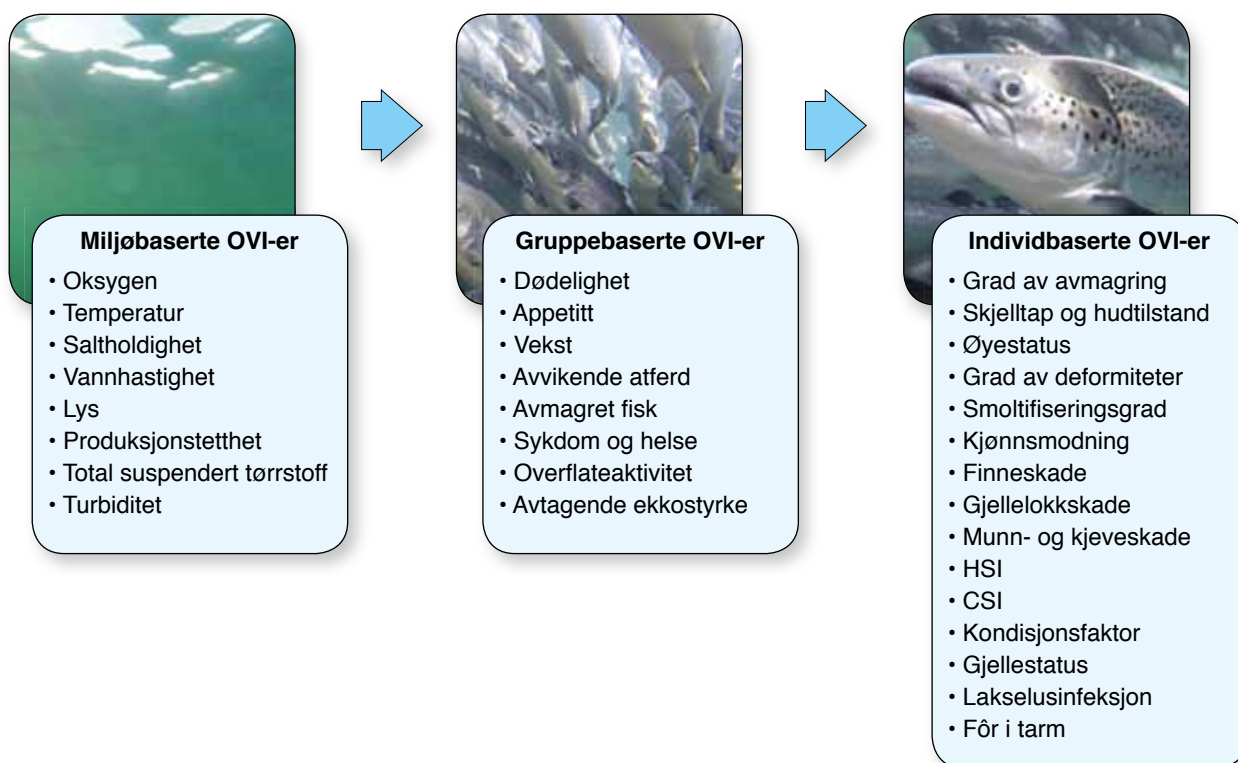 Miljøbaserte OVI-er
• Oksygen
• Temperatur
• Saltholdighet
• Vannhastighet
• Lys
• Produksjonstetthet
• Total suspendert tørrstoff
• Turbiditet
Gruppebaserte OVI-er
• Dødelighet
• Appetitt
• Vekst
• Avvikende atferd
• Avmagret fisk
• Sykdom og helse
• Overflateaktivitet
• Avtagende ekkostyrke
Individbaserte OVI-er
• Grad av avmagring
• Skjelltap og hudtilstand
• Øyestatus
• Grad av deformiteter
• Smoltifiseringsgrad
• Kjønnsmodning
• Finneskade
• Gjellelokkskade
• Munn- og kjeveskade
• HSI
• CSI
• Kondisjonsfaktor
• Gjellestatus
• Lakselusinfeksjon
• Fôr i tarm